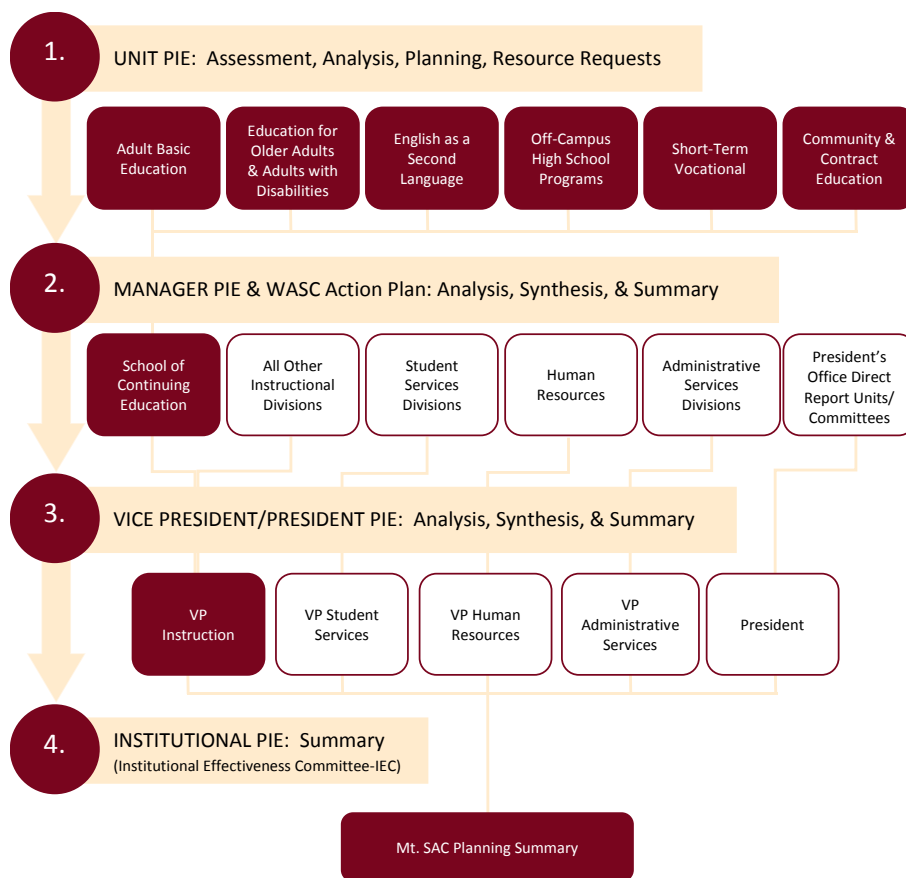 1.
UNIT PIE: Assessment, Analysis, Planning, Resource Requests
Adult Basic
Education
Education for
Older Adults
& Adults with
Disabilities
English as a
Second
Language
Off-Campus
High School
Programs
Short-Term
Vocational
Community &
Contract
Education
2.
MANAGER PIE & WASC Action Plan: Analysis, Synthesis, & Summary
School of
Continuing
Education
All Other
Instructional
Divisions
Student
Services
Divisions
Human
Resources
Administrative
Services
Divisions
President’s
Office Direct
Report Units/
Committees
3.
VICE PRESIDENT/PRESIDENT PIE: Analysis, Synthesis, & Summary
VP
Instruction
VP Student
Services
VP Human
Resources
VP
Administrative
Services
President
4.
INSTITUTIONAL PIE: Summary
(Institutional Effectiveness Committee-IEC)
Mt. SAC Planning Summary